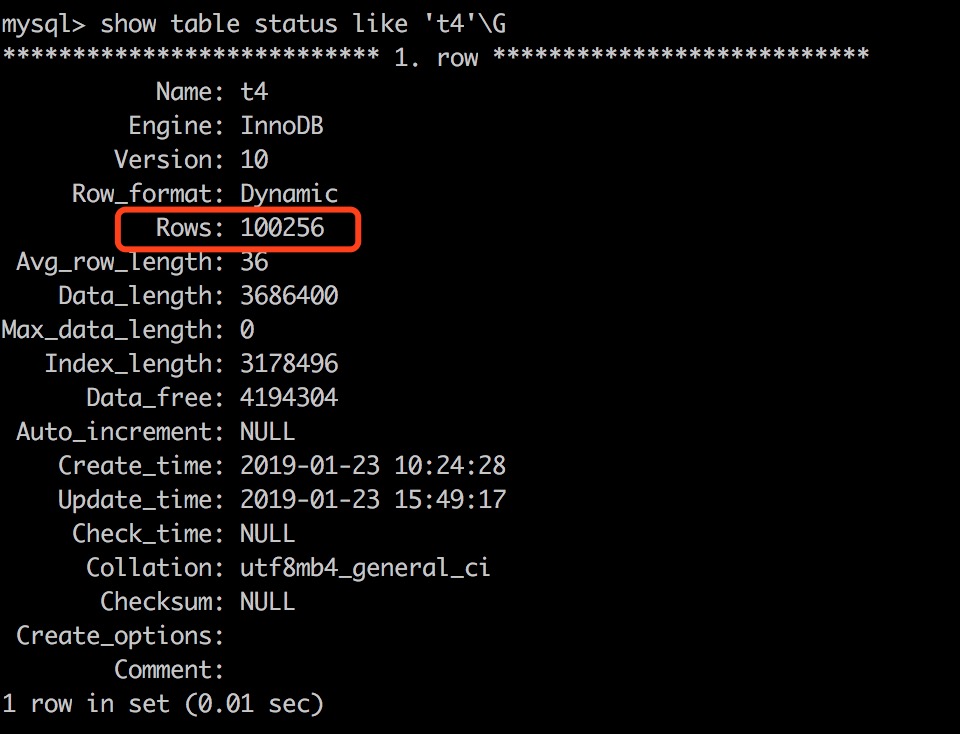 mysql> show table status like 't4'\G
*************************** 1. row ***************************
Name: t4
Engine: InnoDB
Version: 10
Row_format: Dynamic
Rows: 100256
Avg_row_length: 36
Data_length: 3686400
Max_data_length: 0
Index_length: 3178496
Data_free: 4194304
Auto_increment: NULL
Create_time: 2019-01-23 10:24:28
Update_time: 2019-01-23 15:49:17
Check_time: NULL
Collation: utf8mb4_general_ci
Checksum: NULL
Create_options:
Comment:
1 row in set (0.01 sec)